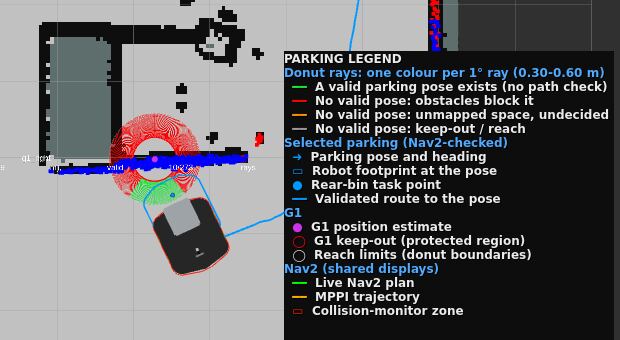 PARKING LEGEND
Donut rays: one colour per 1° ray (0.30-0.60 m)
A valid parking pose exists (no path check)
No valid pose: obstacles block it
No valid pose: unmapped space, undecided
No valid pose: keep-out / reach
Selected parking (Nav2-checked)
Parking pose and heading
Robot footprint at the pose
Rear-bin task point
Validated route to the pose
G1
G1 position estimate
G1 keep-out (protected region)
Reach limits (donut boundaries)
Nav2 (shared displays)
Live Nav2 plan
MPPI trajectory
Collision-monitor zone
valid
rays